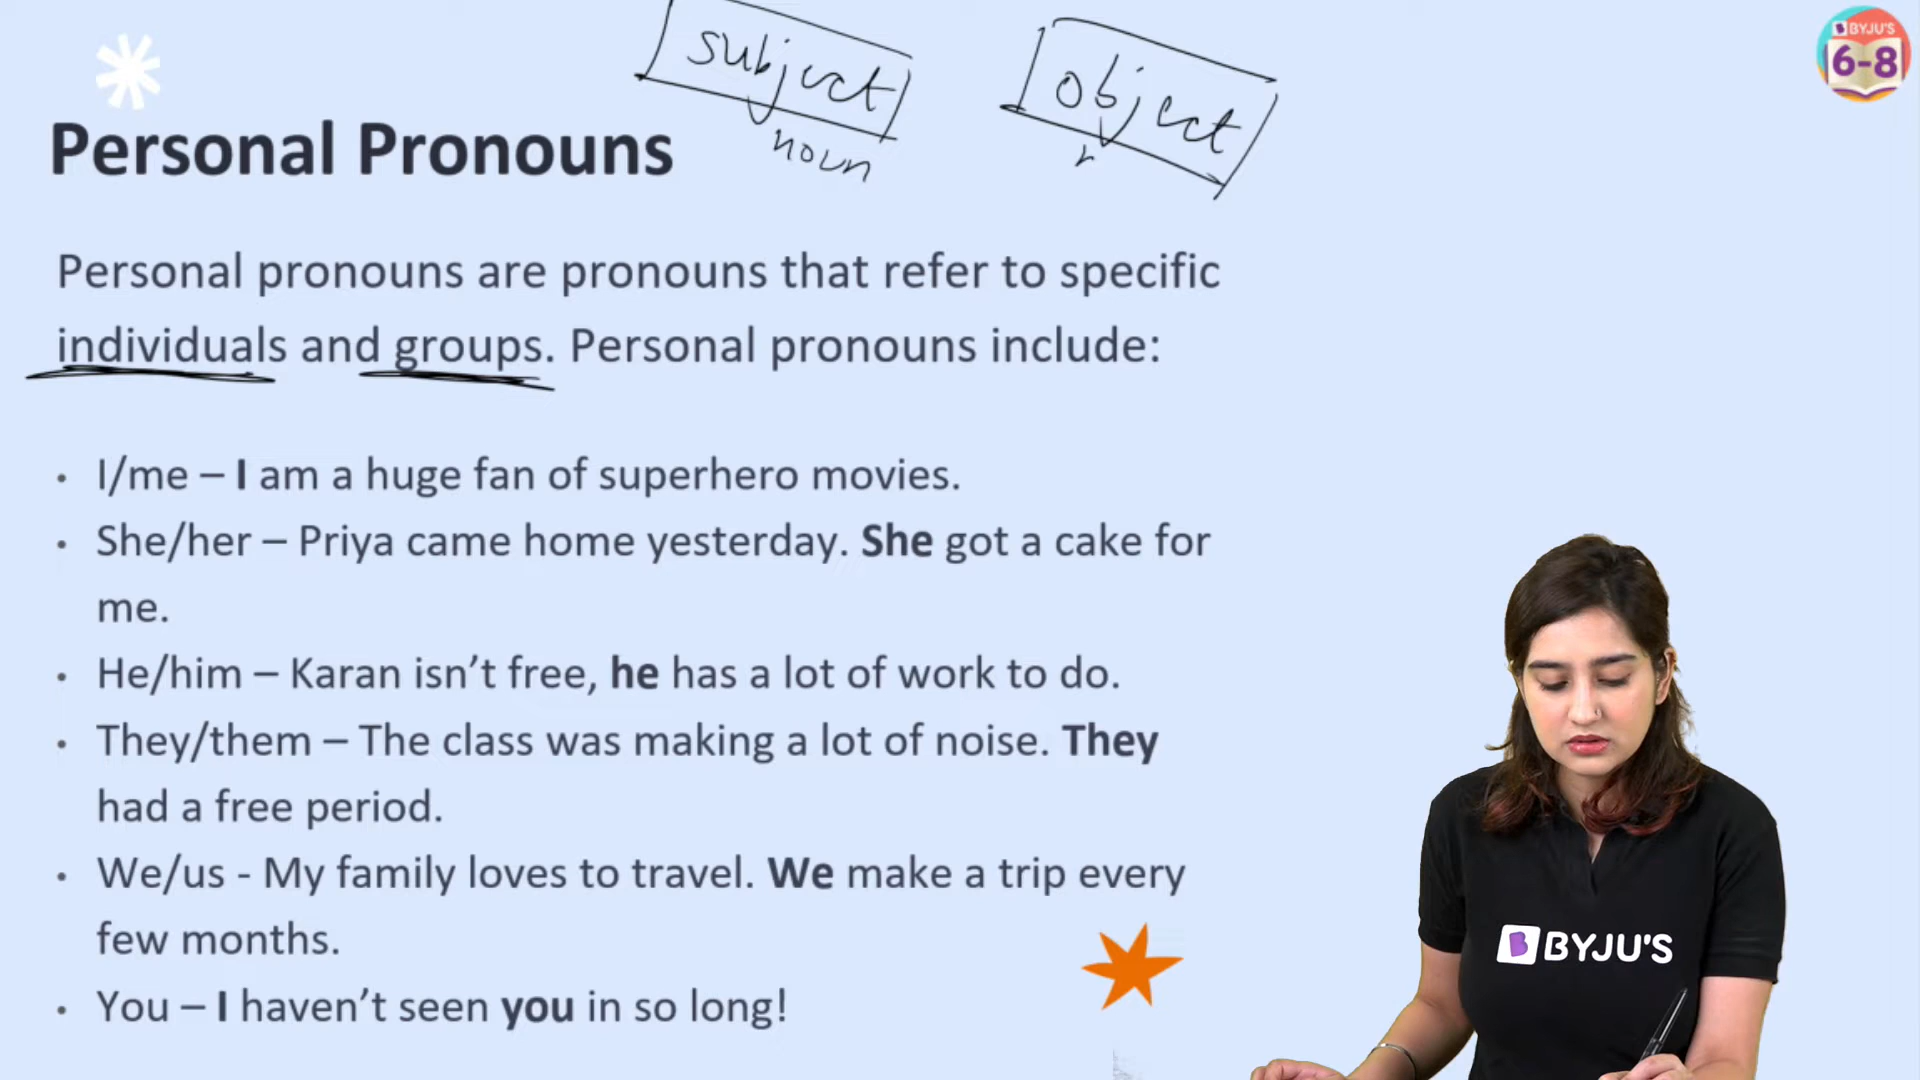 subject
object
noun
BYJU'S
6-8
Personal Pronouns
Personal pronouns are pronouns that refer to specific
individuals and groups. Personal pronouns include:
• I/me – I am a huge fan of superhero movies.
• She/her – Priya came home yesterday. She got a cake for
me.
• He/him – Karan isn't free, he has a lot of work to do.
• They/them – The class was making a lot of noise. They
had a free period.
• We/us - My family loves to travel. We make a trip every
few months.
• You – I haven't seen you in so long!
BYJU'S